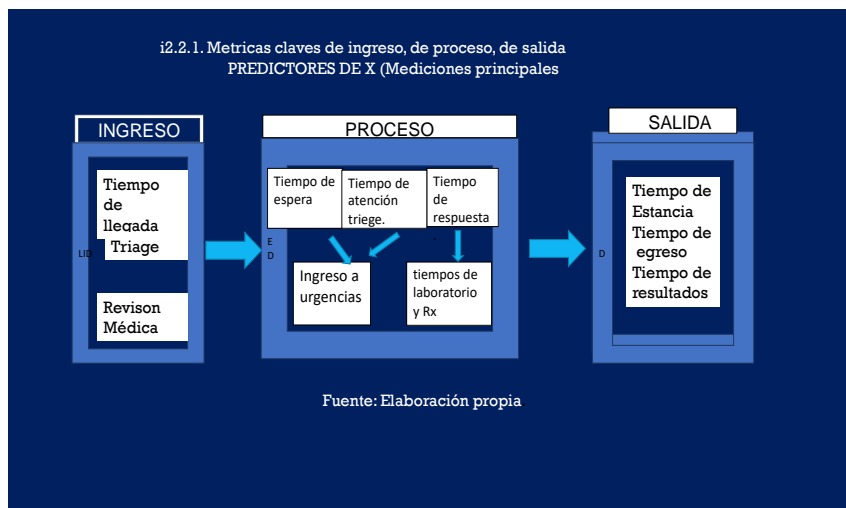 i2.2.1. Metricas claves de ingreso, de proceso, de salida
PREDICTORES DE X (Mediciones principales
INGRESO
Tiempo
de
llegada
Triage
LID
Revison
Médica
PROCESO
Tiempo de
espera
Tiempo de
atención
triege.
Tiempo
de
respuesta
E
D
Ingreso a
urgencias
tiempos de
laboratorio
y Rx
SALIDA
D
Tiempo de
Estancia
Tiempo de
egreso
Tiempo de
resultados
Fuente: Elaboración propia